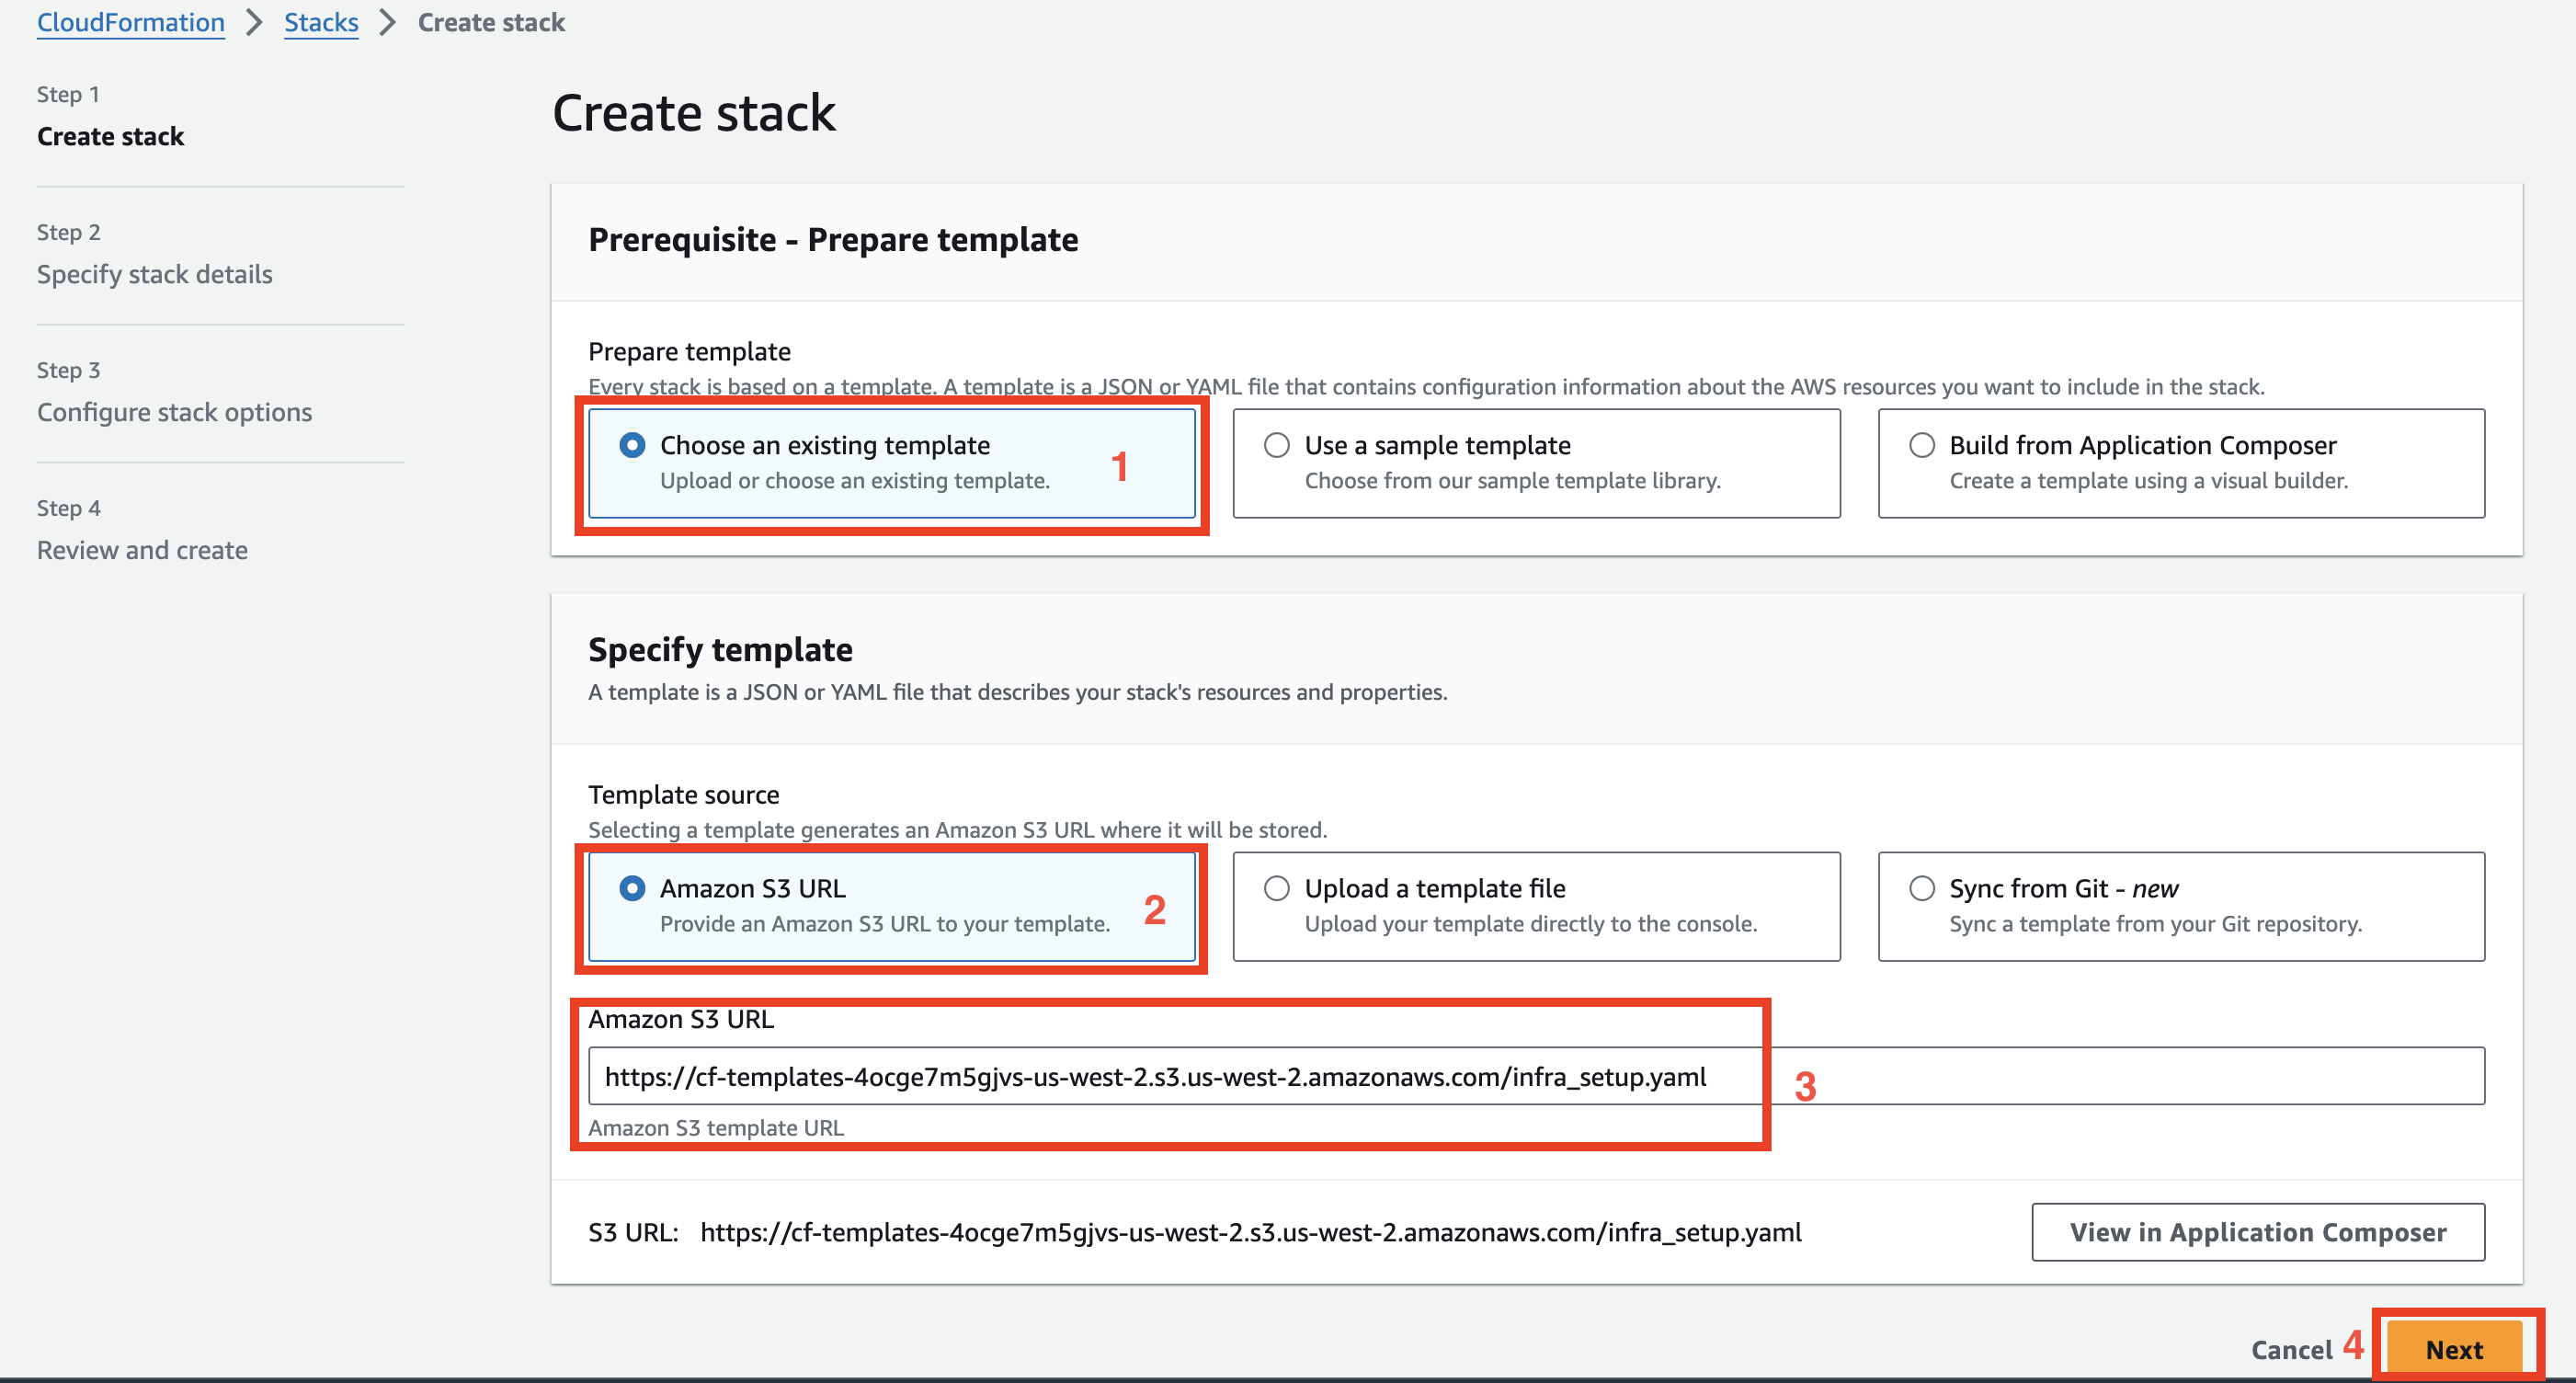 CloudFormation > Stacks > Create stack
Step 1
Create stack
Step 2
Specify stack details
Step 3
Configure stack options
Step 4
Review and create
Create stack
Prerequisite - Prepare template
Prepare template
Every stack is based on a template. A template is a JSON or YAML file that contains configuration information about the AWS resources you want to include in the stack.
Choose an existing template
Upload or choose an existing template.
1
Use a sample template
Choose from our sample template library.
Build from Application Composer
Create a template using a visual builder.
Specify template
A template is a JSON or YAML file that describes your stack's resources and properties.
Template source
Selecting a template generates an Amazon S3 URL where it will be stored.
Amazon S3 URL
Provide an Amazon S3 URL to your template.
2
Upload a template file
Upload your template directly to the console.
Sync from Git - new
Sync a template from your Git repository.
Amazon S3 URL
https://cf-templates-4ocge7m5gjvs-us-west-2.s3.us-west-2.amazonaws.com/infra_setup.yaml
3
Amazon S3 template URL
S3 URL: https://cf-templates-4ocge7m5gjvs-us-west-2.s3.us-west-2.amazonaws.com/infra_setup.yaml
View in Application Composer
Cancel
4
Next